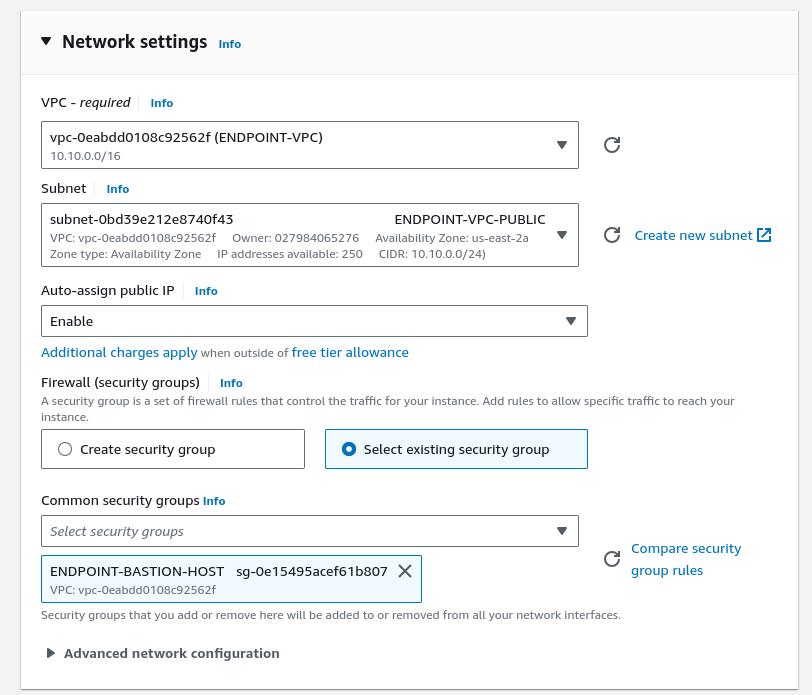 Network settings Info
VPC - required Info
vpc-0eabdd0108c92562f (ENDPOINT-VPC)
10.10.0.0/16
Subnet Info
subnet-0bd39e212e8740f43 ENDPOINT-VPC-PUBLIC
VPC: vpc-0eabdd0108c92562f Owner: 027984065276 Availability Zone: us-east-2a
Zone type: Availability Zone IP addresses available: 250 CIDR: 10.10.0.0/24)
Create new subnet
Auto-assign public IP Info
Enable
Additional charges apply when outside of free tier allowance
Firewall (security groups) Info
A security group is a set of firewall rules that control the traffic for your instance. Add rules to allow specific traffic to reach your
instance.
Create security group
Select existing security group
Common security groups Info
Select security groups
ENDPOINT-BASTION-HOST sg-0e15495acef61b807
VPC: vpc-0eabdd0108c92562f
Compare security
group rules
Security groups that you add or remove here will be added to or removed from all your network interfaces.
Advanced network configuration